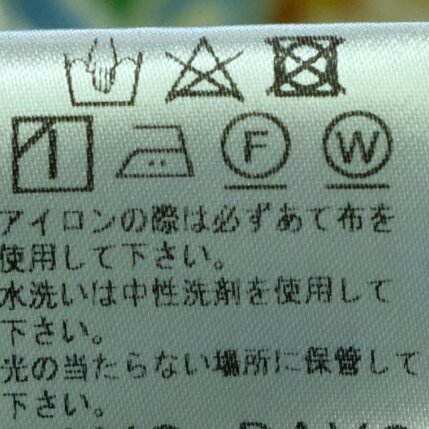 F W
アイロンの際は必ずあて布を
使用して下さい。
水洗いは中性洗剤を使用して
下さい。
光の当たらない場所に保管して
下さい。